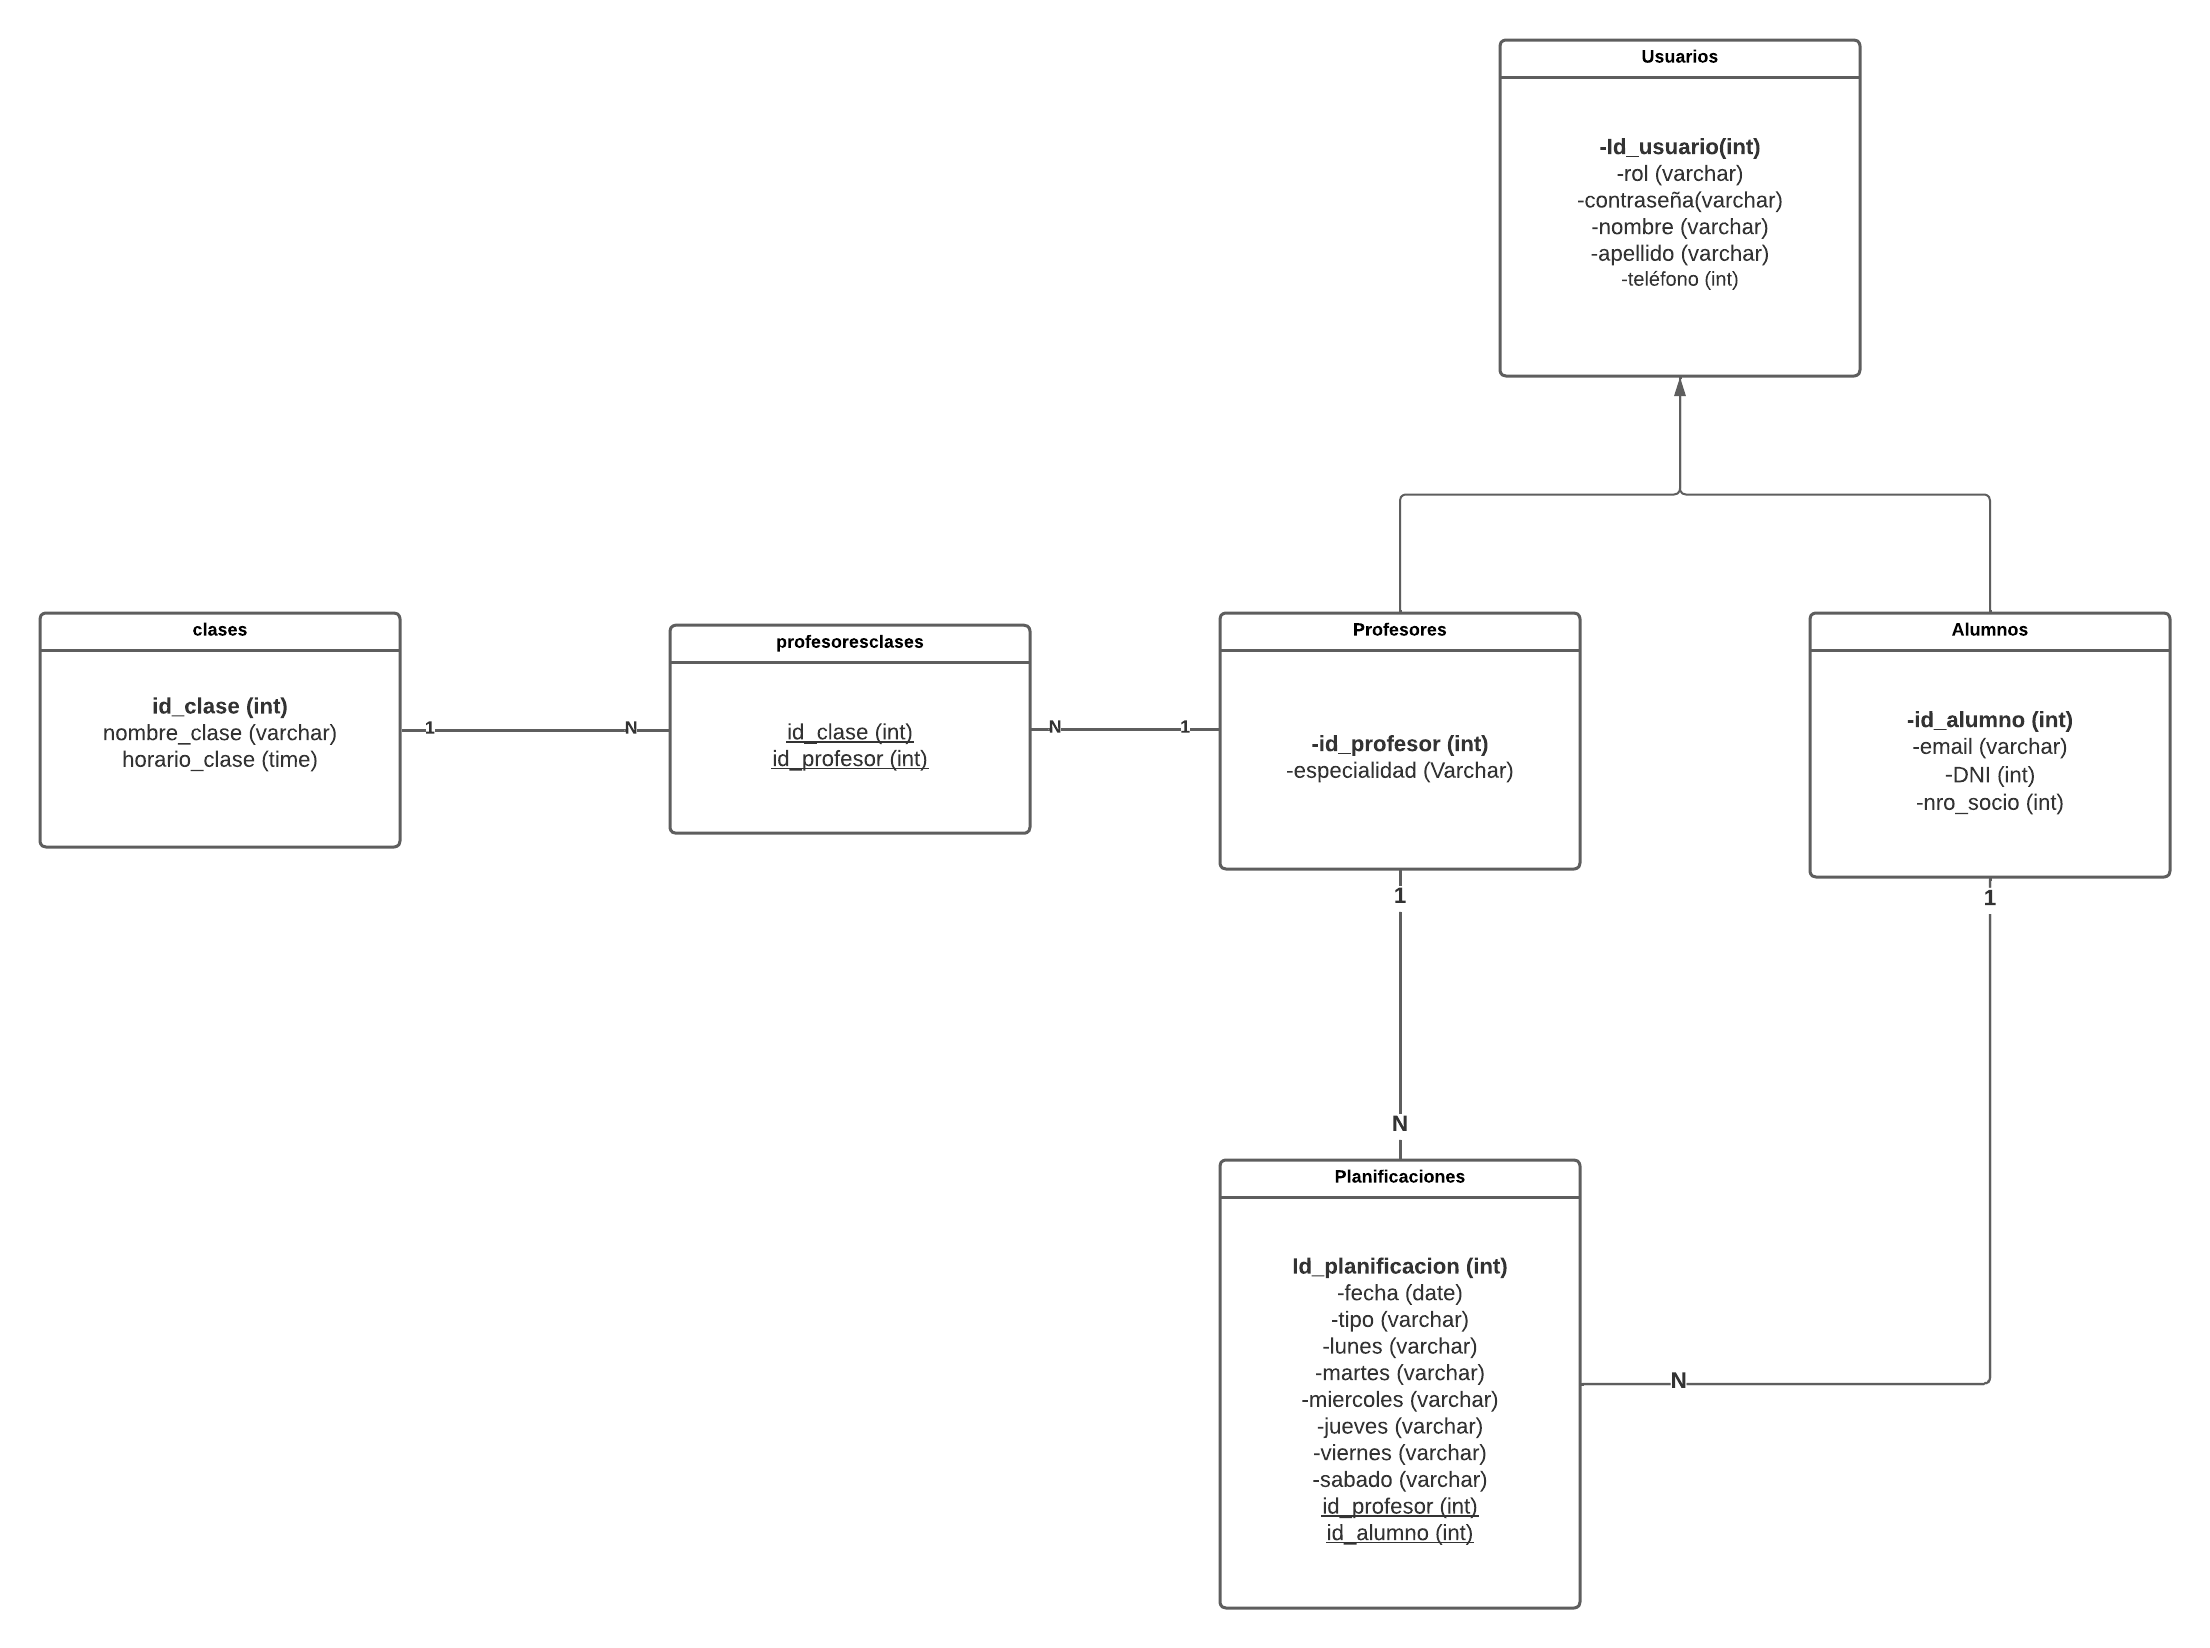 Usuarios
-Id_usuario(int)
-rol (varchar)
-contraseña(varchar)
-nombre (varchar)
-apellido (varchar)
-teléfono (int)
clases
id_clase (int)
nombre_clase (varchar)
horario_clase (time)
1
N
profesoresclases
id_clase (int)
id_profesor (int)
N
1
Profesores
-id_profesor (int)
-especialidad (Varchar)
Alumnos
-id_alumno (int)
-email (varchar)
-DNI (int)
-nro_socio (int)
1
1
N
Planificaciones
Id_planificacion (int)
-fecha (date)
-tipo (varchar)
-lunes (varchar)
-martes (varchar)
-miercoles (varchar)
-jueves (varchar)
-viernes (varchar)
-sabado (varchar)
id_profesor (int)
id_alumno (int)
N